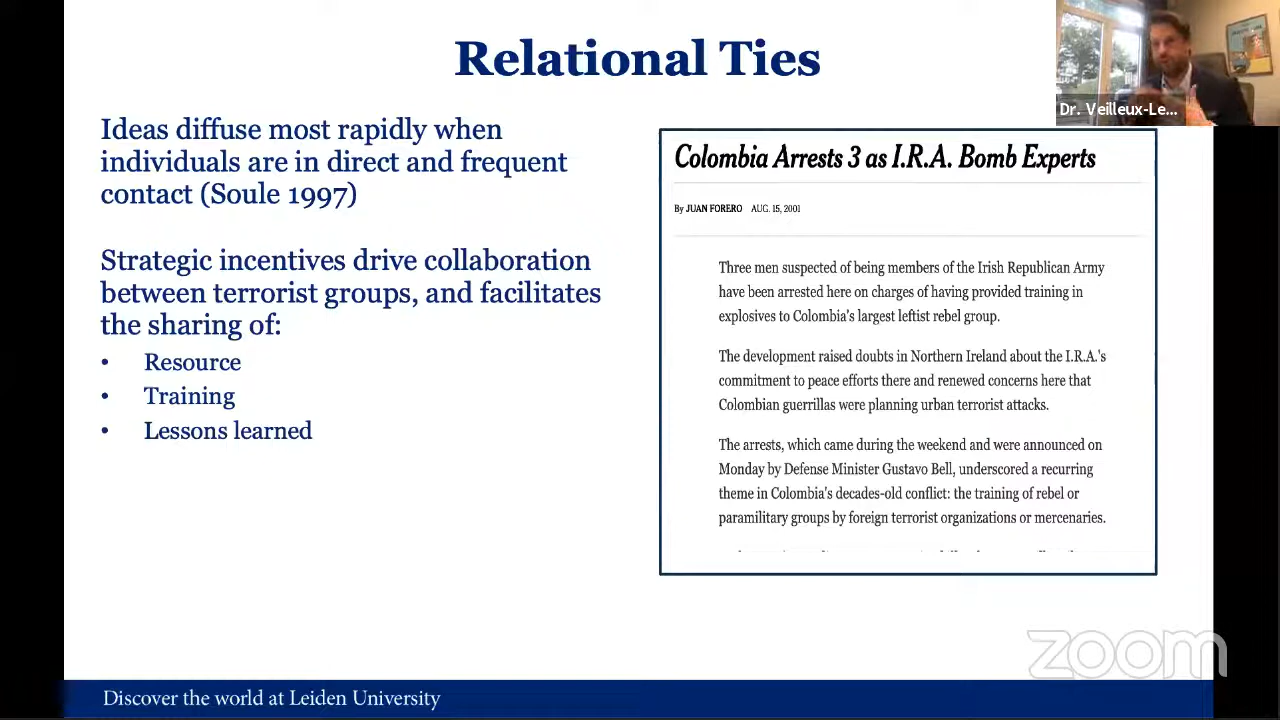 Relational Ties
Dr. Veilleux-Le...
Ideas diffuse most rapidly when
individuals are in direct and frequent
contact (Soule 1997)
Strategic incentives drive collaboration
between terrorist groups, and facilitates
the sharing of:
• Resource
• Training
• Lessons learned
Colombia Arrests 3 as I.R.A. Bomb Experts
By JUAN FORERO AUG. 15, 2001
Three men suspected of being members of the Irish Republican Army
have been arrested here on charges of having provided training in
explosives to Colombia's largest leftist rebel group.
The development raised doubts in Northern Ireland about the I.R.A.'s
commitment to peace efforts there and renewed concerns here that
Colombian guerrillas were planning urban terrorist attacks.
The arrests, which came during the weekend and were announced on
Monday by Defense Minister Gustavo Bell, underscored a recurring
theme in Colombia's decades-old conflict: the training of rebel or
paramilitary groups by foreign terrorist organizations or mercenaries.
zoom
Discover the world at Leiden University